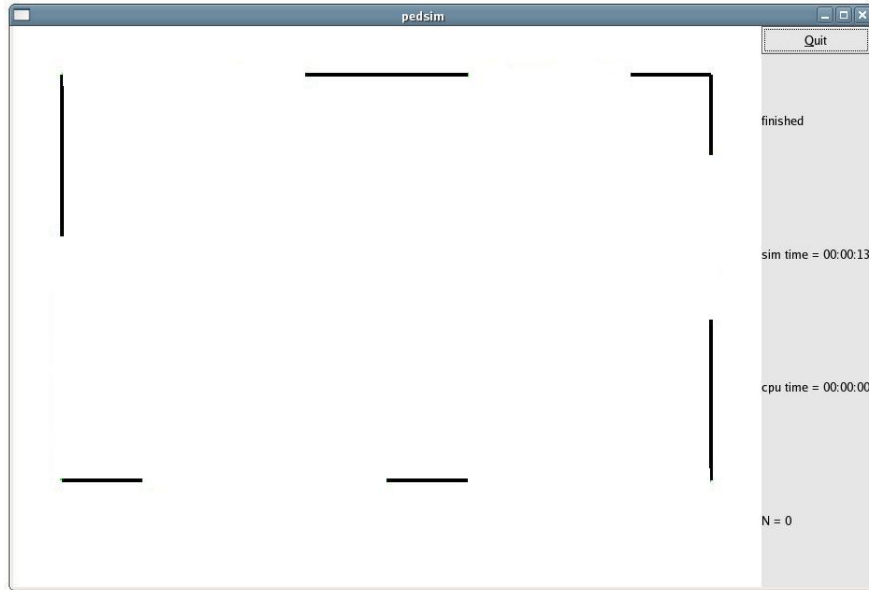 pedsim
Quit
finished
sim time = 00:00:13
cpu time = 00:00:00
N = 0